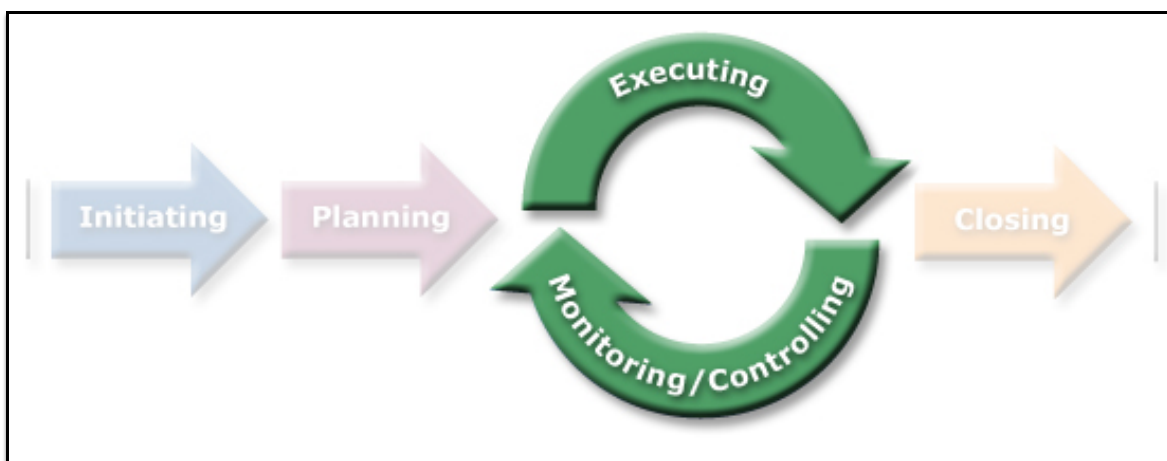 Initiating
Planning
Executing
Monitoring/Controlling
Closing